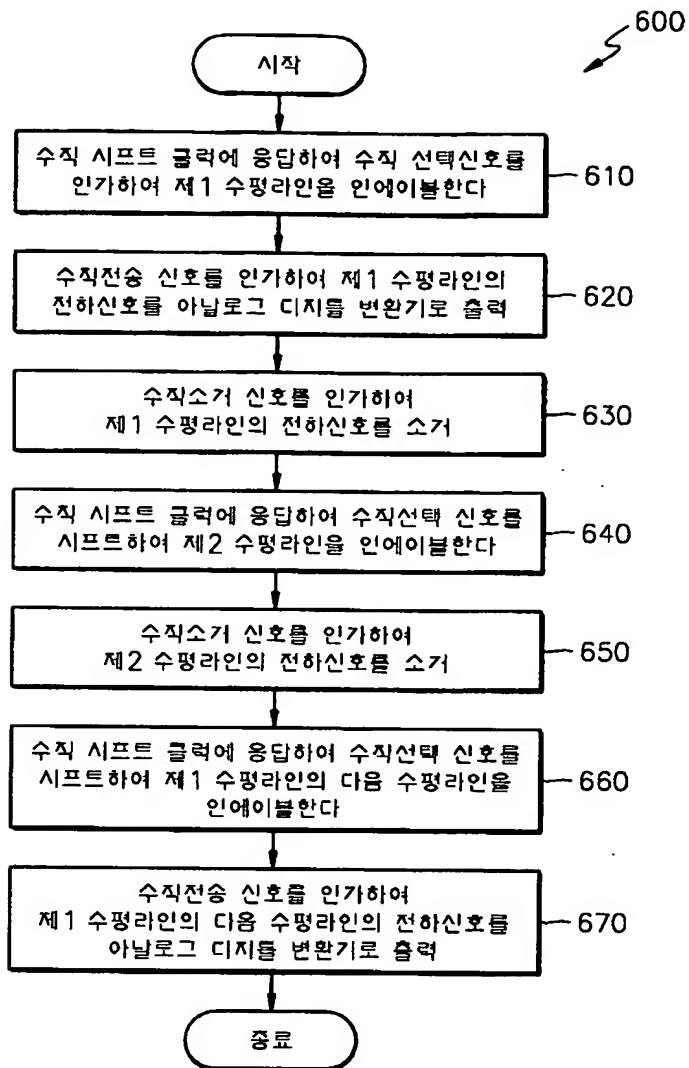 600
시작
수직 시프트 클럭에 응답하여 수직 선택신호를
인가하여 제1 수평라인을 인에이블한다
610
수직전송 신호를 인가하여 제1 수평라인의
전하신호를 아날로그 디지틀 변환기로 출력
620
수직소거 신호를 인가하여
제1 수평라인의 전하신호를 소거
630
수직 시프트 클럭에 응답하여 수직선택 신호를
시프트하여 제2 수평라인을 인에이블한다
640
수직소거 신호를 인가하여
제2 수평라인의 전하신호를 소거
650
수직 시프트 클럭에 응답하여 수직선택 신호를
시프트하여 제1 수평라인의 다음 수평라인을
인에이블한다
660
수직전송 신호를 인가하여
제1 수평라인의 다음 수평라인의 전하신호를
아날로그 디지틀 변환기로 출력
670
종료